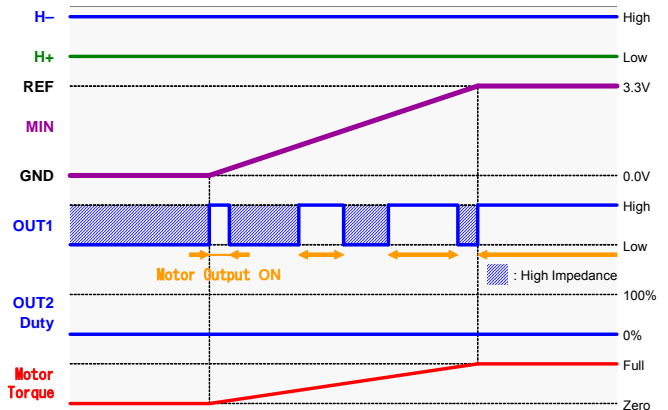 H–
High
H+
Low
REF
3.3V
MIN
GND
0.0V
OUT1
High
Low
Motor Gutput ON
: High Impedance
OUT2
Duty
100%
0%
Motor
Torque
Full
Zero